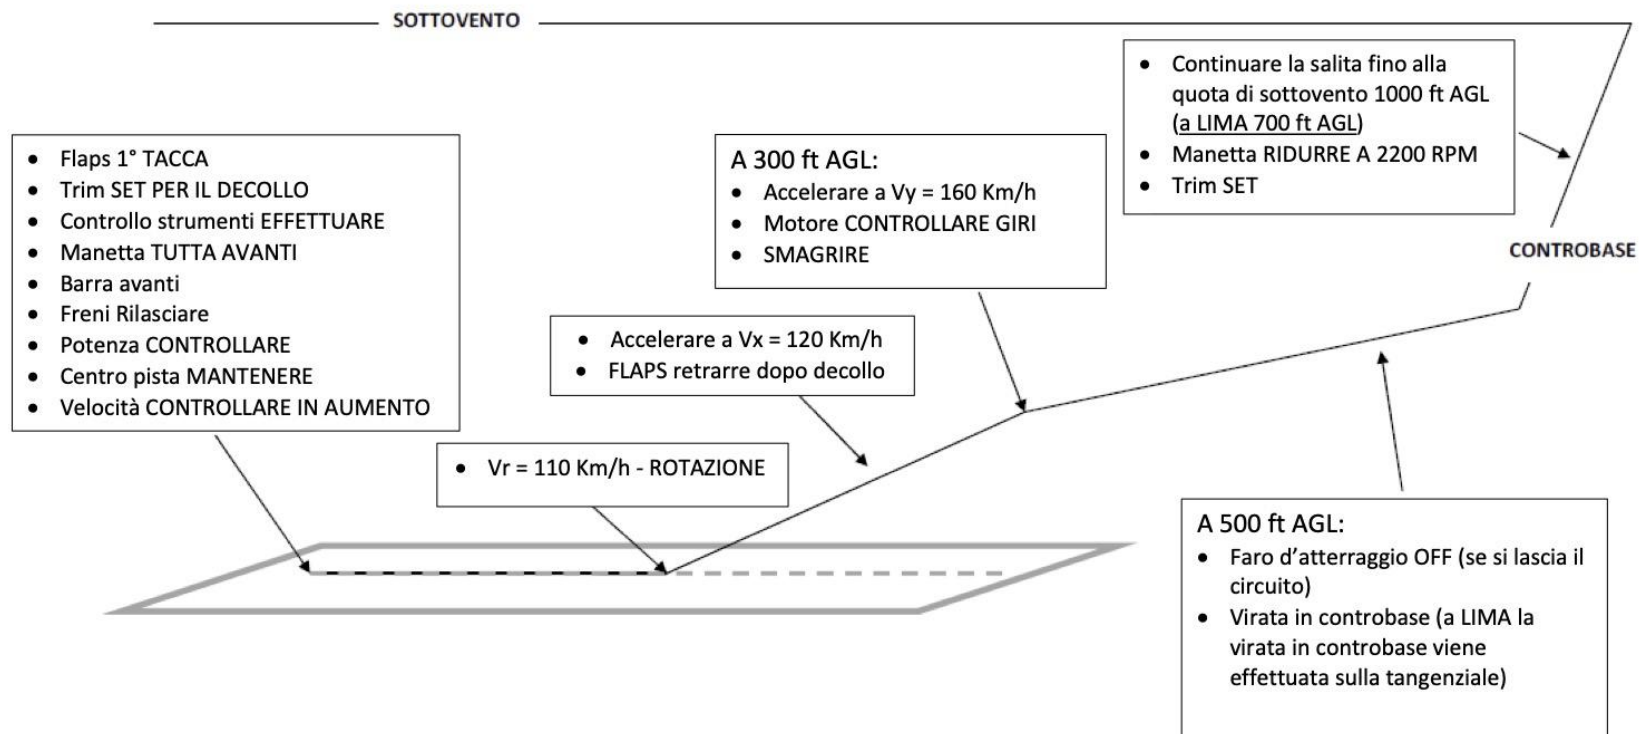 SOTTOVENTO
• Continuare la salita fino alla
quota di sottovento 1000 ft AGL
(a LIMA 700 ft AGL)
• Manetta RIDURRE A 2200 RPM
• Trim SET
• Flaps 1° TACCA
• Trim SET PER IL DECOLLO
• Controllo strumenti EFFETTUARE
• Manetta TUTTA AVANTI
• Barra avanti
• Freni Rilasciare
• Potenza CONTROLLARE
• Centro pista MANTENERE
• Velocità CONTROLLARE IN AUMENTO
A 300 ft AGL:
• Accelerare a Vy = 160 Km/h
• Motore CONTROLLARE GIRI
• SMAGRIRE
CONTROBASE
• Accelerare a Vx = 120 Km/h
• FLAPS retrarre dopo decollo
• Vr = 110 Km/h - ROTAZIONE
A 500 ft AGL:
• Faro d’atterraggio OFF (se si lascia il
circuito)
• Virata in controbase (a LIMA la
virata in controbase viene
effettuata sulla tangenziale)